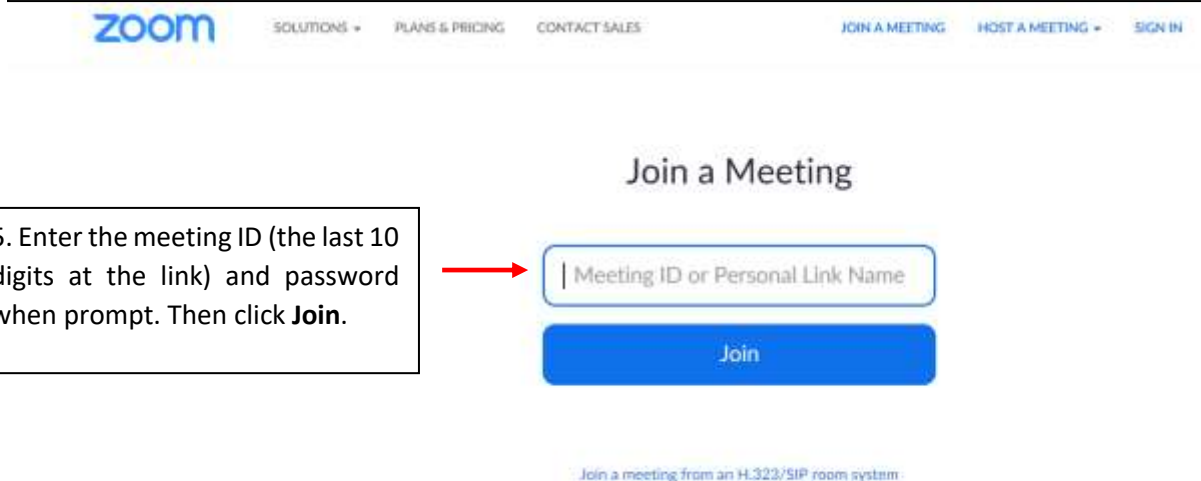 zoom SOLUTIONS PLANS & PRICING CONTACT SALES JOIN A MEETING HOST A MEETING SIGN IN
Join a Meeting
5. Enter the meeting ID (the last 10
digits at the link) and password
when prompt. Then click Join.
Meeting ID or Personal Link Name
Join
Join a meeting from an H.323/SIP room system